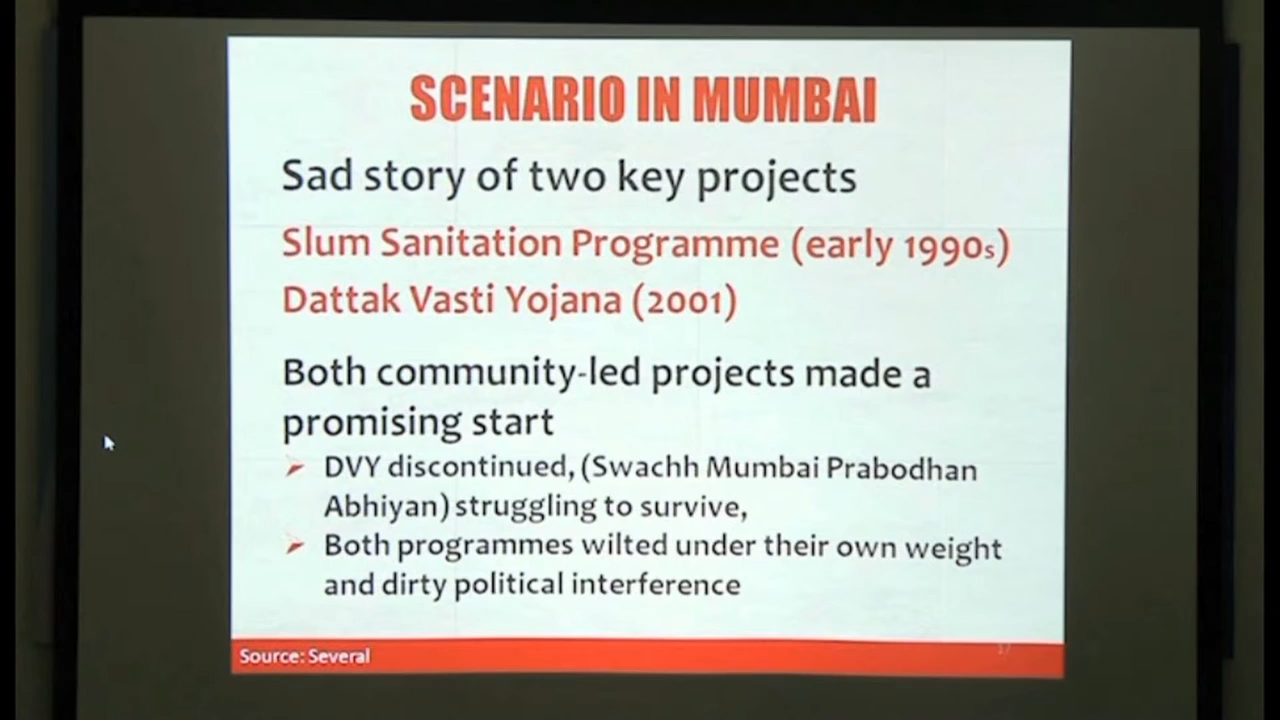 SCENARIO IN MUMBAI
Sad story of two key projects
Slum Sanitation Programme (early 1990s)
Dattak Vasti Yojana (2001)
Both community-led projects made a
promising start
DVY discontinued, (Swachh Mumbai Prabodhan
Abhiyan) struggling to survive,
Both programmes wilted under their own weight
and dirty political interference
Source: Several
17